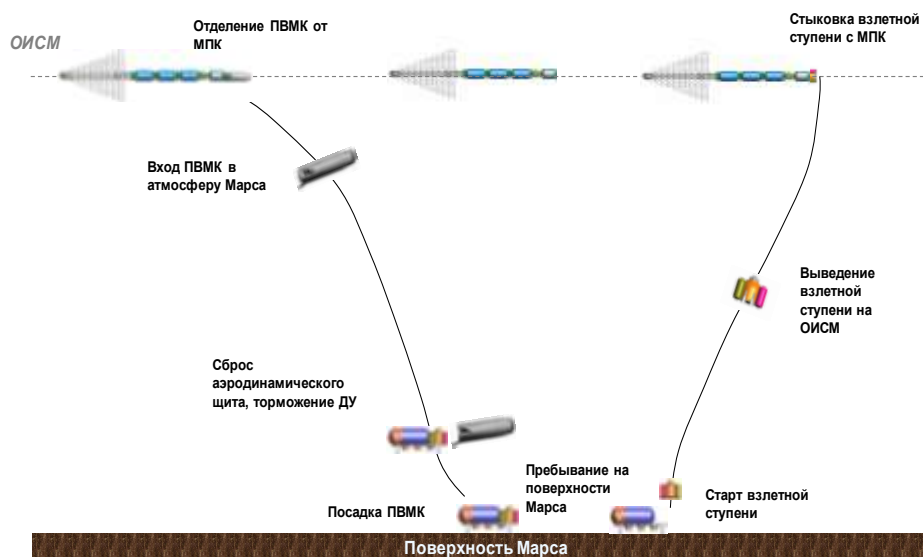 Отделение ПВМК от
МПК
Стыковка взлетной
ступени с МПК
ОИСМ
Вход ПВМК в
атмосферу Марса
Выведение
взлетной
ступени на
ОИСМ
Сброс
аэродинамического
щита, торможение ДУ
Посадка ПВМК
Пребывание на
поверхности
Марса
Старт взлетной
ступени
Поверхность Марса